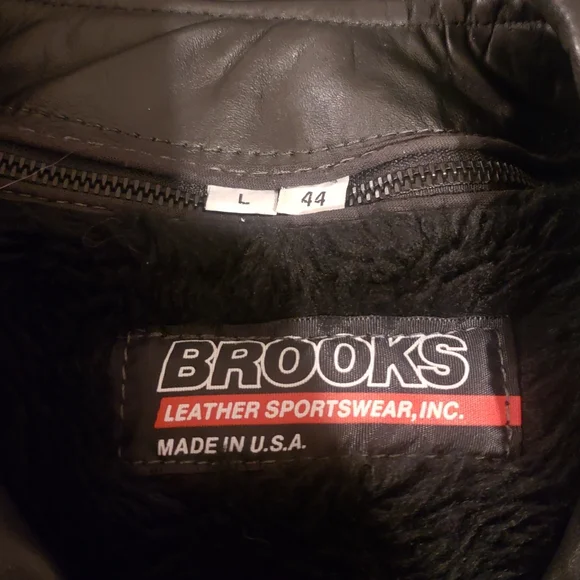 L 44
BROOKS
LEATHER SPORTSWEAR, INC.
MADE IN U.S.A.